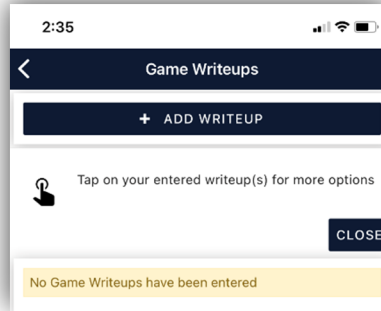 2:35
Game Writeups
+ ADD WRITEUP
Tap on your entered writeup(s) for more options
CLOSE
No Game Writeups have been entered